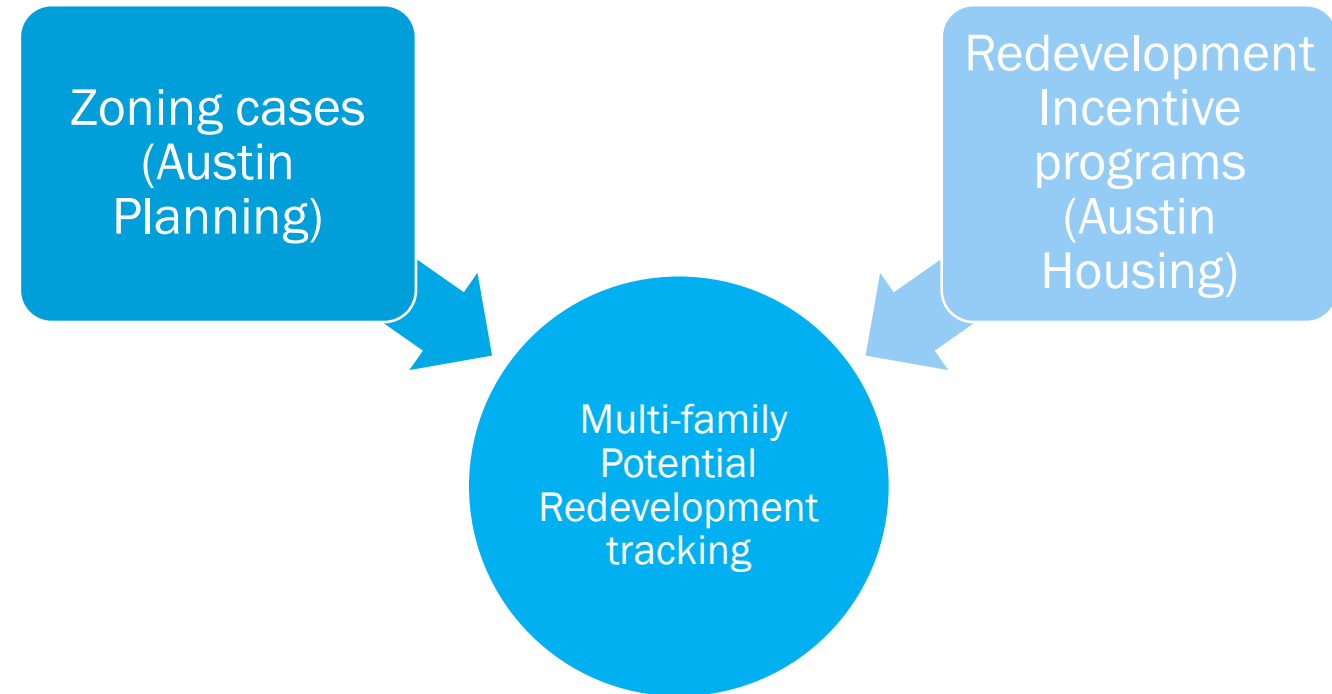 Zoning cases
(Austin
Planning)
Redevelopment
Incentive
programs
(Austin
Housing)
Multi-family
Potential
Redevelopment
tracking